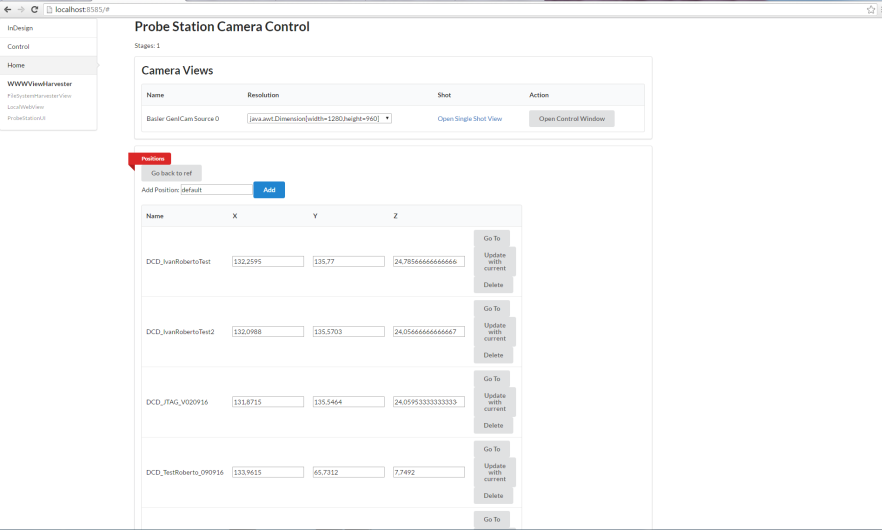 localhost:8585/#
InDesign
Control
Home
WWWViewHarvester
FileSystemHarvesterView
LocalWebView
ProbeStationUI
Probe Station Camera Control
Stages: 1
Camera Views
Name Resolution Shot Action
Basler GenICam Source 0 java.awt.Dimension[width=1280,height=960] Open Single Shot View Open Control Window
Positions
Go back to ref
Add Position: default Add
Name X Y Z
Go To
DCD_IvanRobertoTest 132,2595 135,77 24,78566666666666 Update with current
Delete
Go To
DCD_IvanRobertoTest2 132,0988 135,5703 24,05666666666667 Update with current
Delete
Go To
DCD_JTAG_V020916 131,8715 135,5464 24,05953333333333 Update with current
Delete
Go To
DCD_TestRoberto_090916 133,9615 65,7312 7,7492 Update with current
Delete
Go To